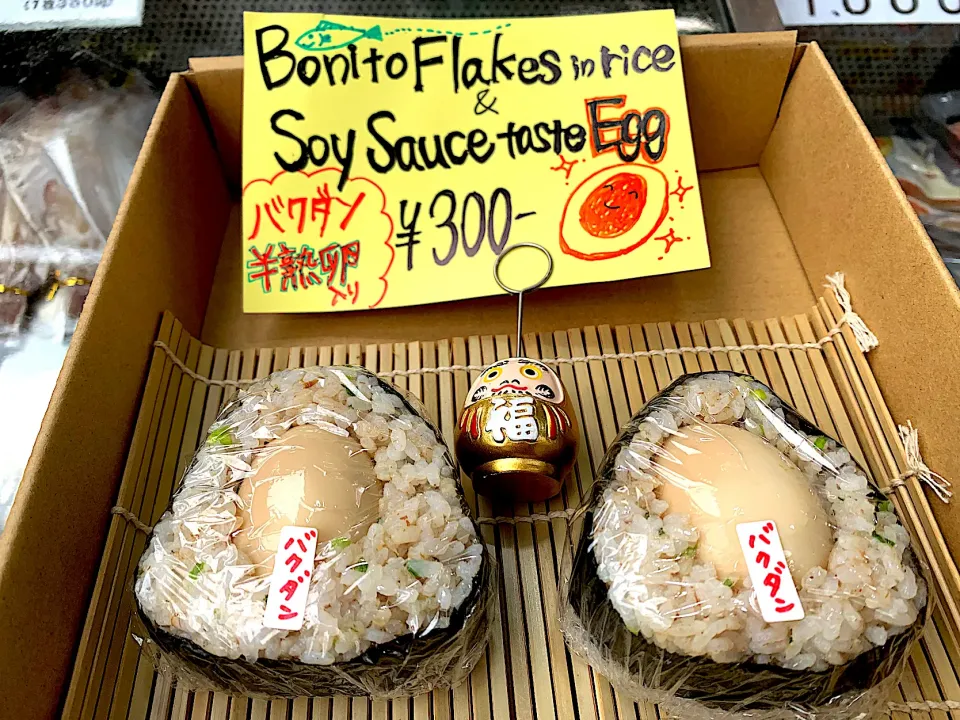 Bonito Flakes in rice
&
Soy Sauce taste Egg
バクダン
半熟卵
入り
¥300-
福
バクダン
バクダン